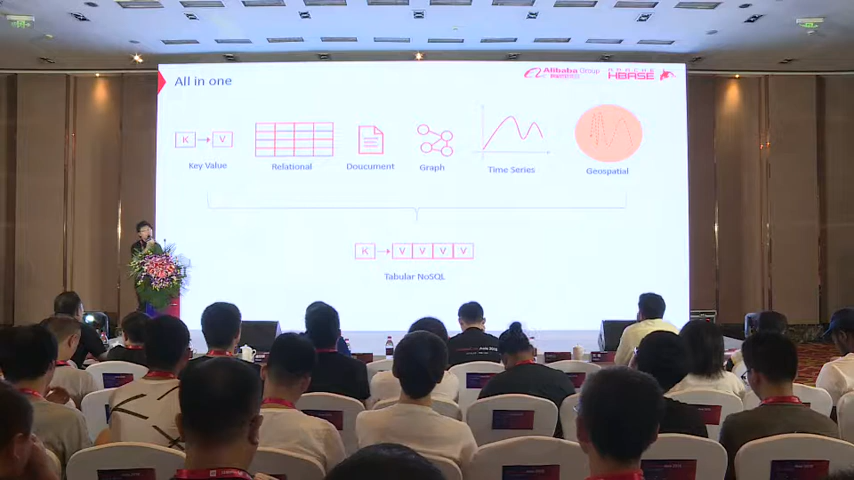 All in one
Alibaba Group
HBASE
K V
Key Value
Relational
Doucument
Graph
Time Series
Geospatial
K V V V V
Tabular NoSQL